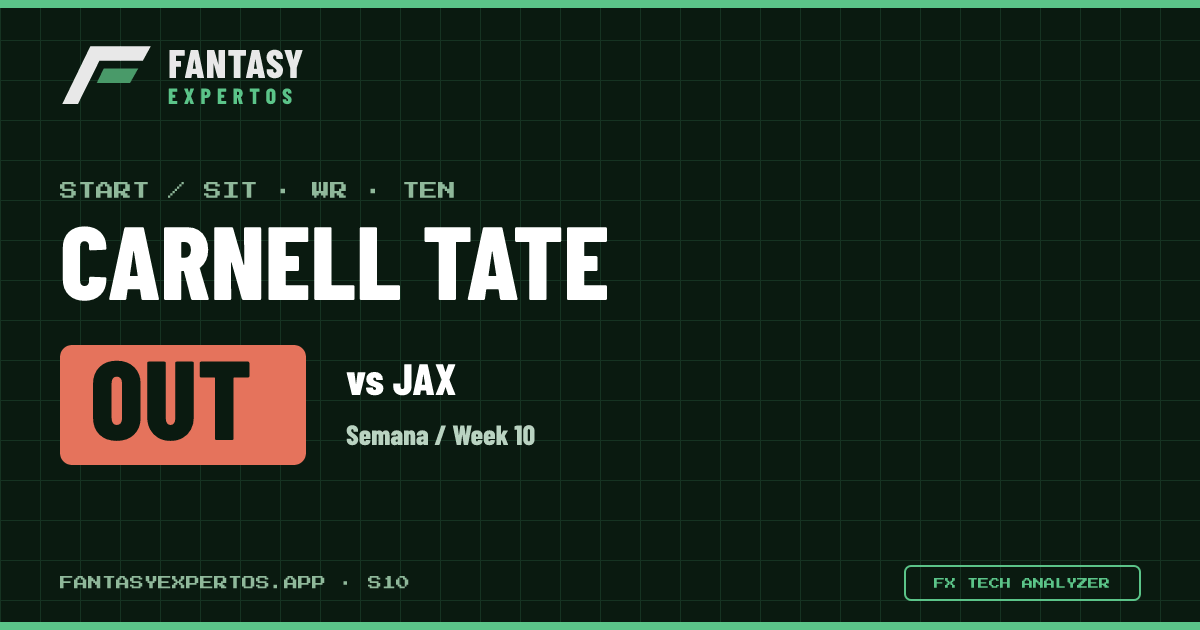 FANTASY
EXPERTOS
START / SIT · WR · TEN
CARNELL TATE
OUT
vs JAX
Semana / Week 10
FANTASYEXPERTOS.APP · S10
FX TECH ANALYZER